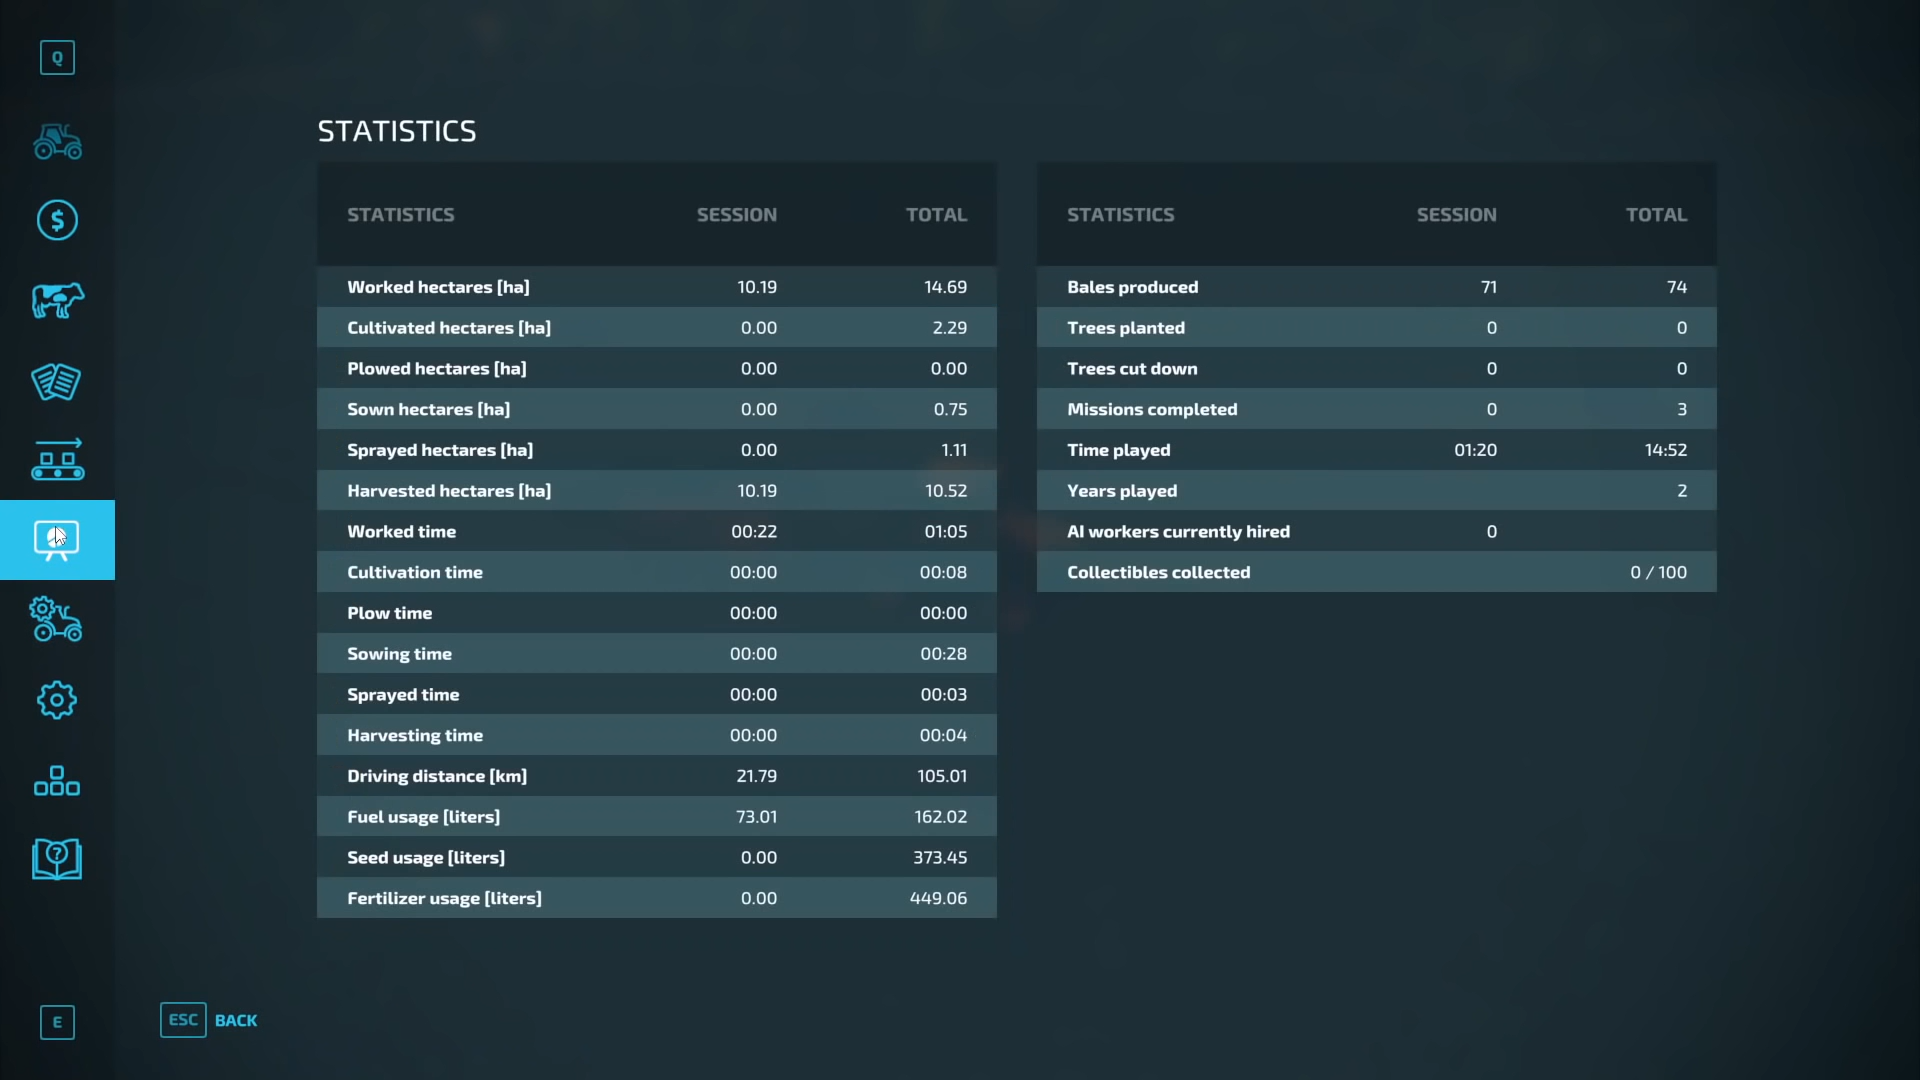 Q
STATISTICS
STATISTICS SESSION TOTAL
Worked hectares [ha] 10.19 14.69
Cultivated hectares [ha] 0.00 2.29
Plowed hectares [ha] 0.00 0.00
Sown hectares [ha] 0.00 0.75
Sprayed hectares [ha] 0.00 1.11
Harvested hectares [ha] 10.19 10.52
Worked time 00:22 01:05
Cultivation time 00:00 00:08
Plow time 00:00 00:00
Sowing time 00:00 00:28
Sprayed time 00:00 00:03
Harvesting time 00:00 00:04
Driving distance [km] 21.79 105.01
Fuel usage [liters] 73.01 162.02
Seed usage [liters] 0.00 373.45
Fertilizer usage [liters] 0.00 449.06
STATISTICS SESSION TOTAL
Bales produced 71 74
Trees planted 0 0
Trees cut down 0 0
Missions completed 0 3
Time played 01:20 14:52
Years played 2
AI workers currently hired 0
Collectibles collected 0 / 100
E
ESC BACK